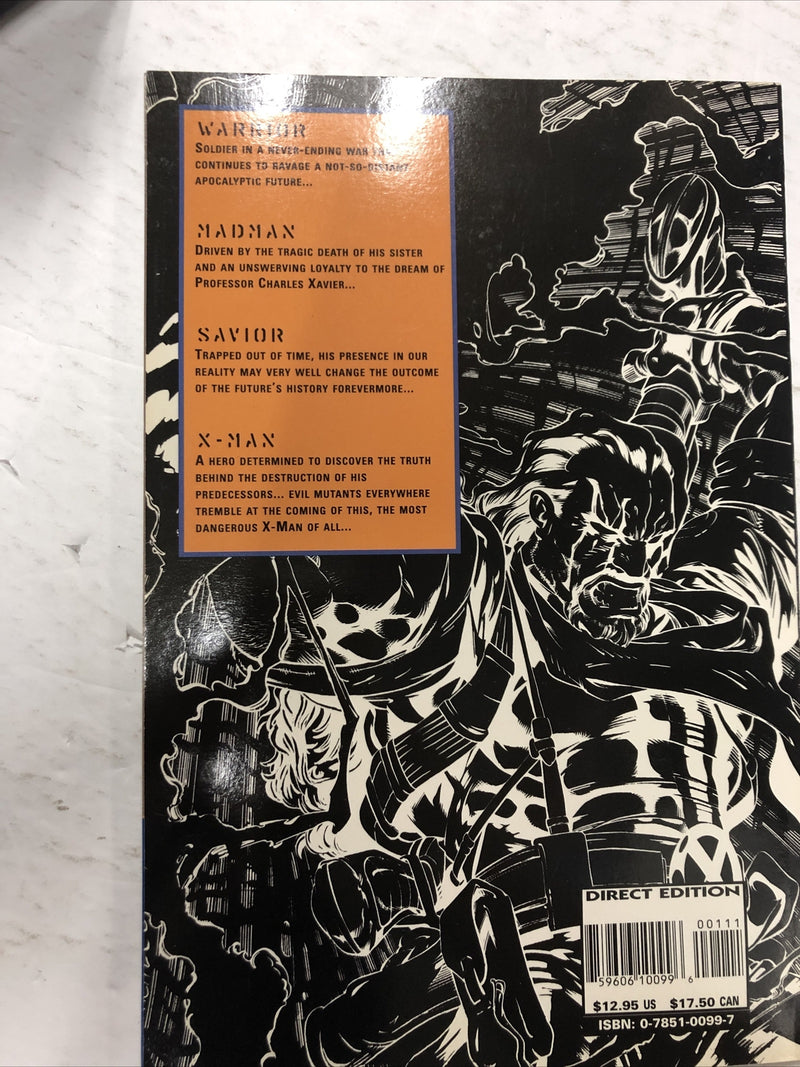 WARRIOR
SOLDIER IN A NEVER-ENDING WAR
CONTINUES TO RAVAGE A NOT-SO-DISTANT
APOCALYPTIC FUTURE...
MADMAN
DRIVEN BY THE TRAGIC DEATH OF HIS SISTER
AND AN UNSWERVING LOYALTY TO THE DREAM OF
PROFESSOR CHARLES XAVIER...
SAVIOR
TRAPPED OUT OF TIME, HIS PRESENCE IN OUR
REALITY MAY VERY WELL CHANGE THE OUTCOME
OF THE FUTURE'S HISTORY FOREVERMORE...
X-MAN
A HERO DETERMINED TO DISCOVER THE TRUTH
BEHIND THE DESTRUCTION OF HIS
PREDECESSORS... EVIL MUTANTS EVERYWHERE
TREMBLE AT THE COMING OF THIS, THE MOST
DANGEROUS X-MAN OF ALL...
DIRECT EDITION
00111
59606 10099 6
$12.95 US $17.50 CAN
ISBN: 0-7851-0099-7